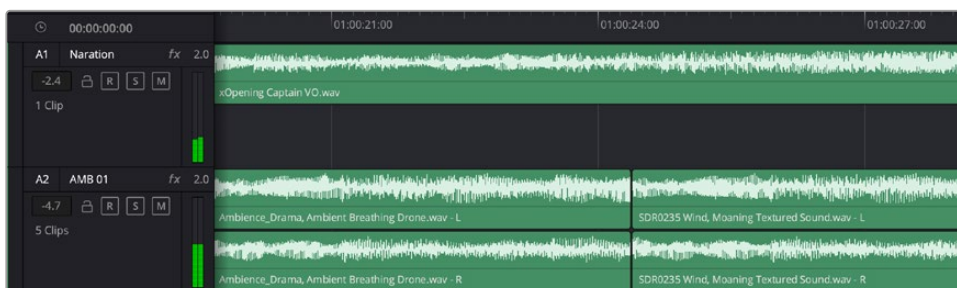 00:00:00:00 01:00:21:00 01:00:24:00 01:00:27:00
A1 Naration fx 2.0
-2.4 R S M
xOpening Captain VO.wav
1 Clip
A2 AMB 01 fx 2.0
-4.7 R S M
Ambience_Drama, Ambient Breathing Drone.wav - L SDR0235 Wind, Moaning Textured Sound.wav - L
5 Clips
Ambience_Drama, Ambient Breathing Drone.wav - R SDR0235 Wind, Moaning Textured Sound.wav - R